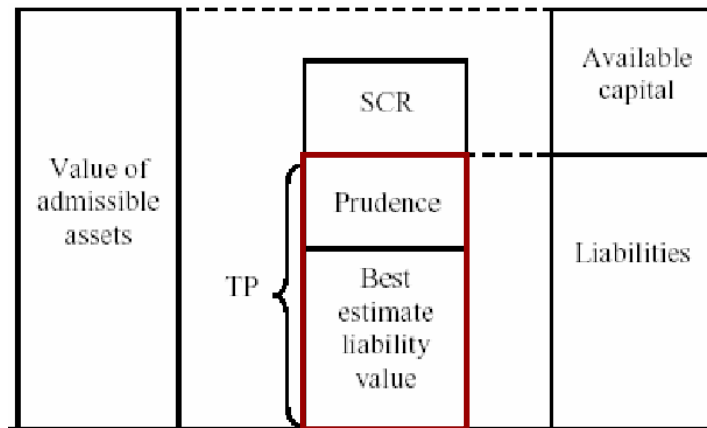 Value of
admissible
assets
TP
SCR
Prudence
Best
estimate
liability
value
Available
capital
Liabilities